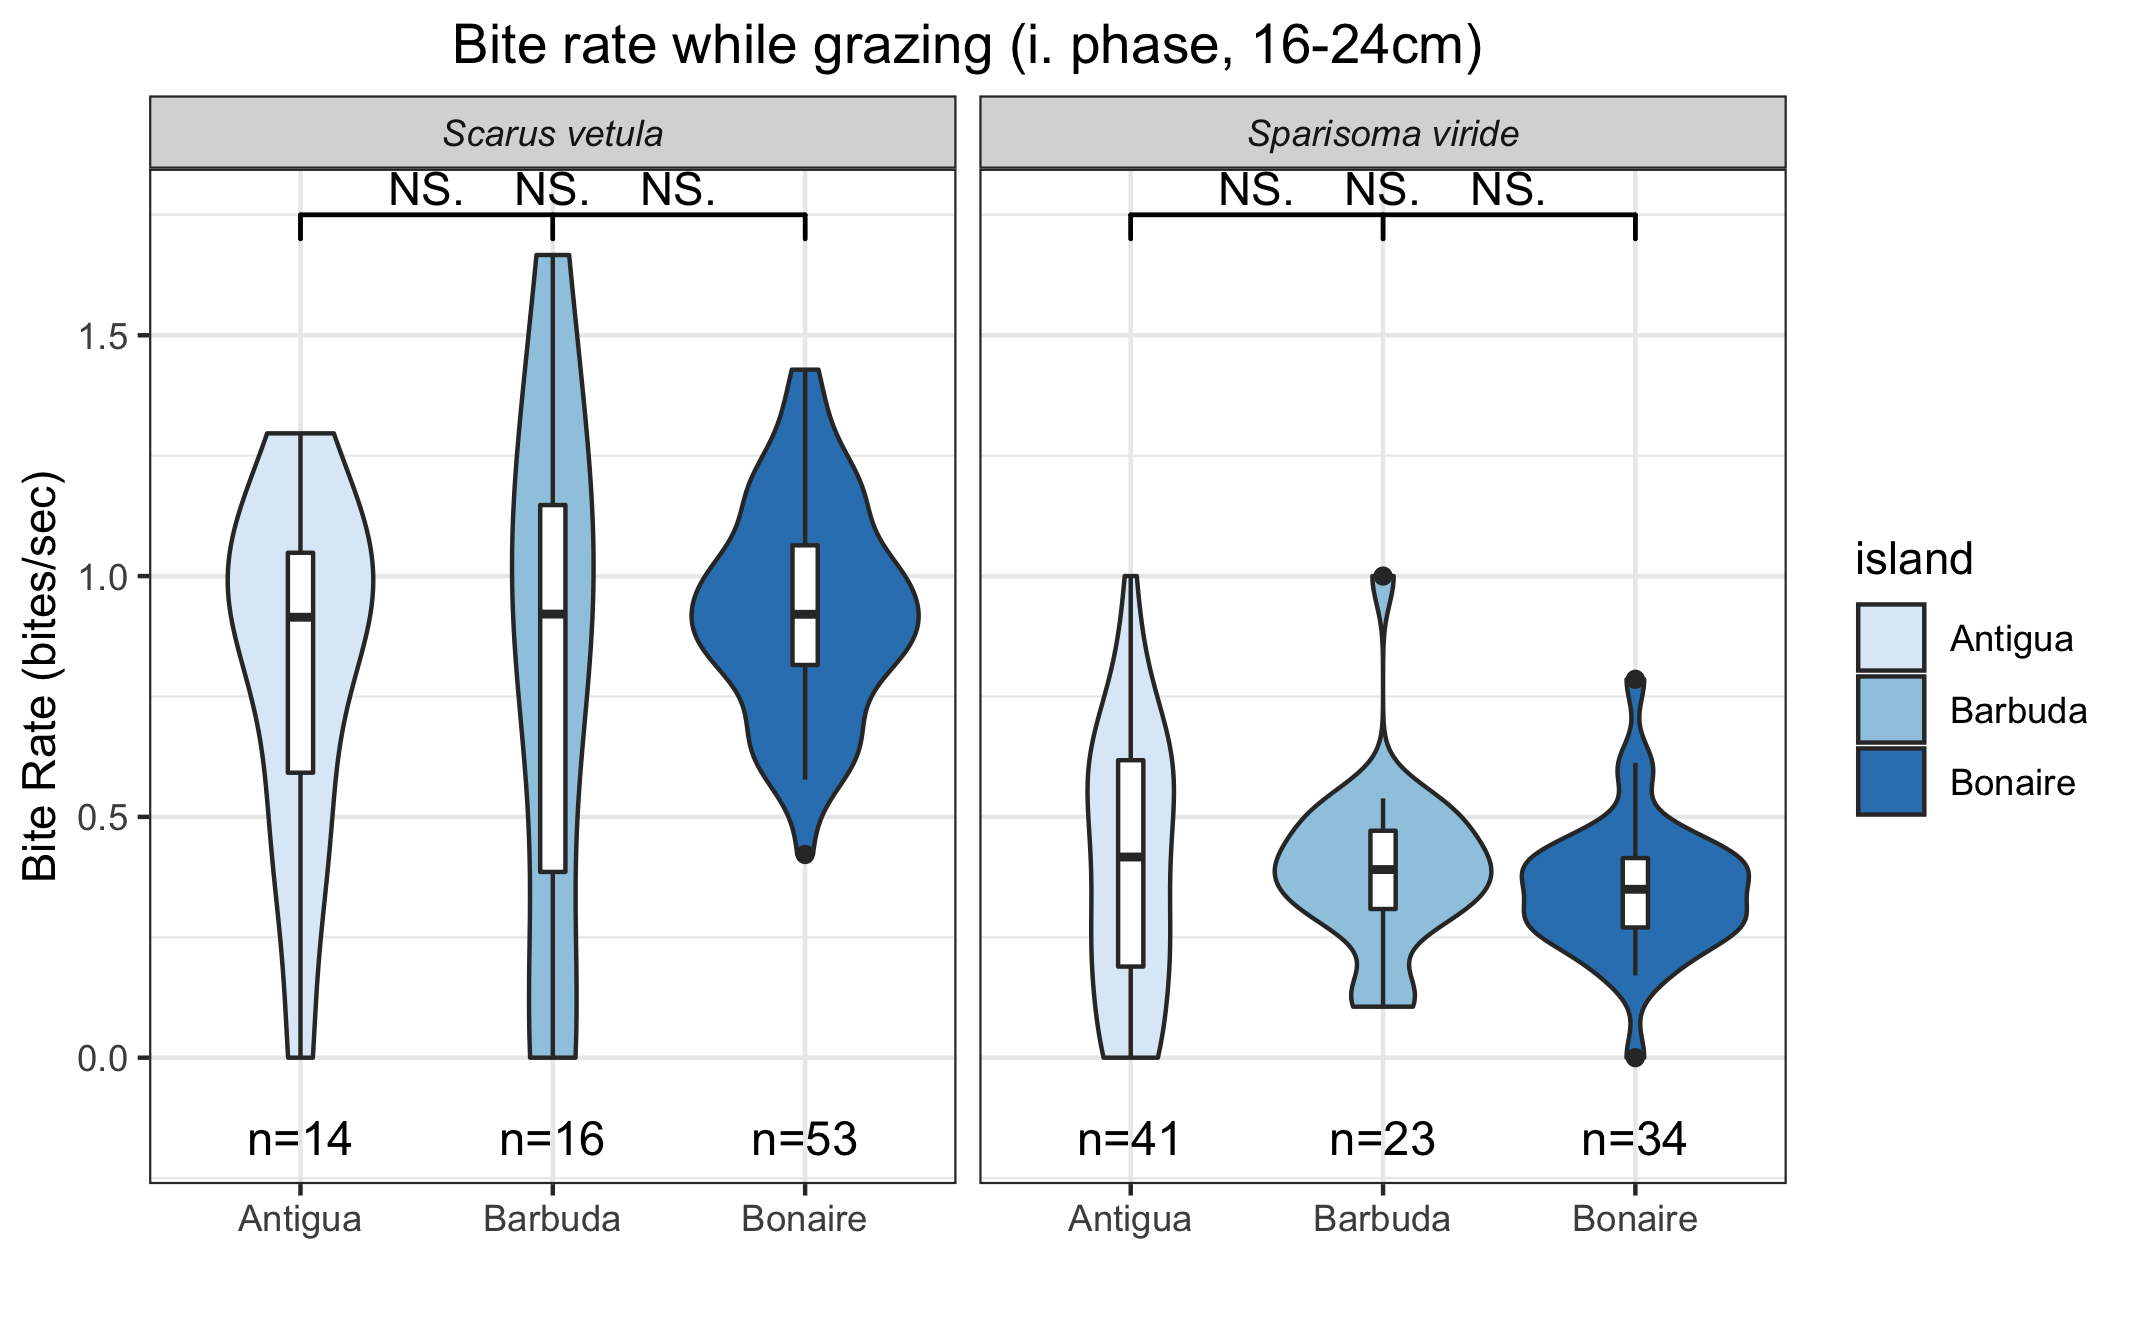 Bite rate while grazing (i. phase, 16-24cm)
Scarus vetula
Sparisoma viride
NS. NS. NS.
NS. NS. NS.
Bite Rate (bites/sec)
1.5
1.0
0.5
0.0
n=14 n=16 n=53
n=41 n=23 n=34
Antigua Barbuda Bonaire
Antigua Barbuda Bonaire
island
Antigua
Barbuda
Bonaire